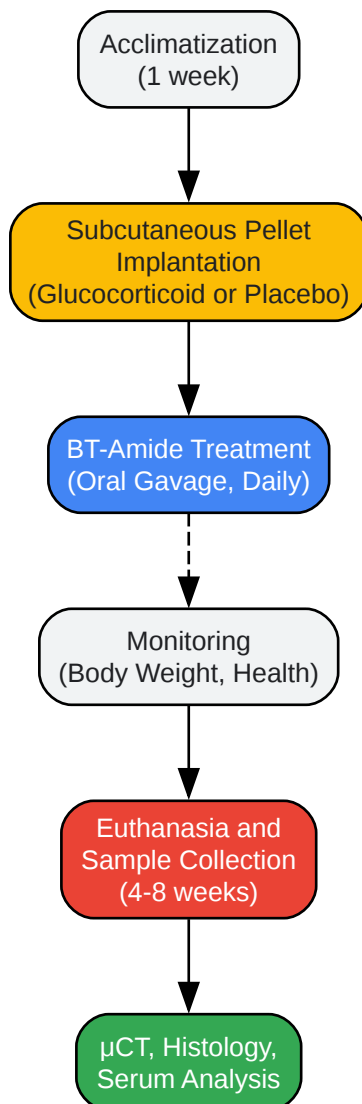 Acclimatization
(1 week)
Subcutaneous Pellet
Implantation
(Glucocorticoid or Placebo)
BT-Amide Treatment
(Oral Gavage, Daily)
Monitoring
(Body Weight, Health)
Euthanasia and
Sample Collection
(4-8 weeks)
μCT, Histology,
Serum Analysis